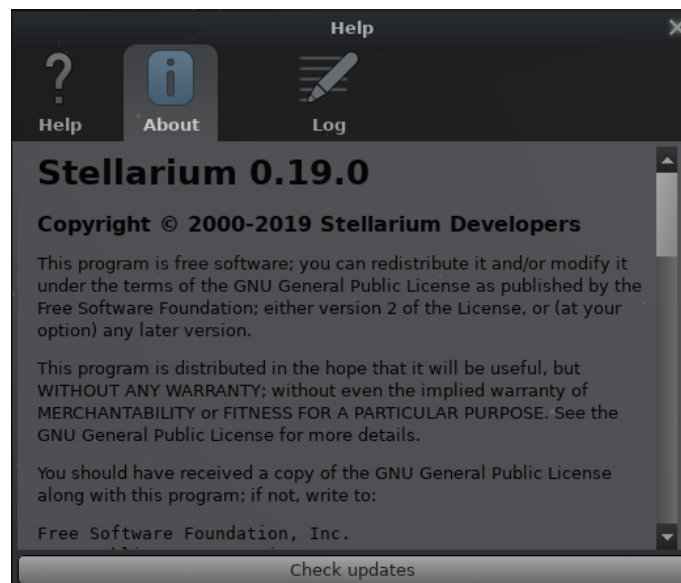 Help
Help
About
Log
Stellarium 0.19.0
Copyright © 2000-2019 Stellarium Developers
This program is free software; you can redistribute it and/or modify it
under the terms of the GNU General Public License as published by the
Free Software Foundation; either version 2 of the License, or (at your
option) any later version.
This program is distributed in the hope that it will be useful, but
WITHOUT ANY WARRANTY; without even the implied warranty of
MERCHANTABILITY or FITNESS FOR A PARTICULAR PURPOSE. See the
GNU General Public License for more details.
You should have received a copy of the GNU General Public License
along with this program; if not, write to:
Free Software Foundation, Inc.
Check updates